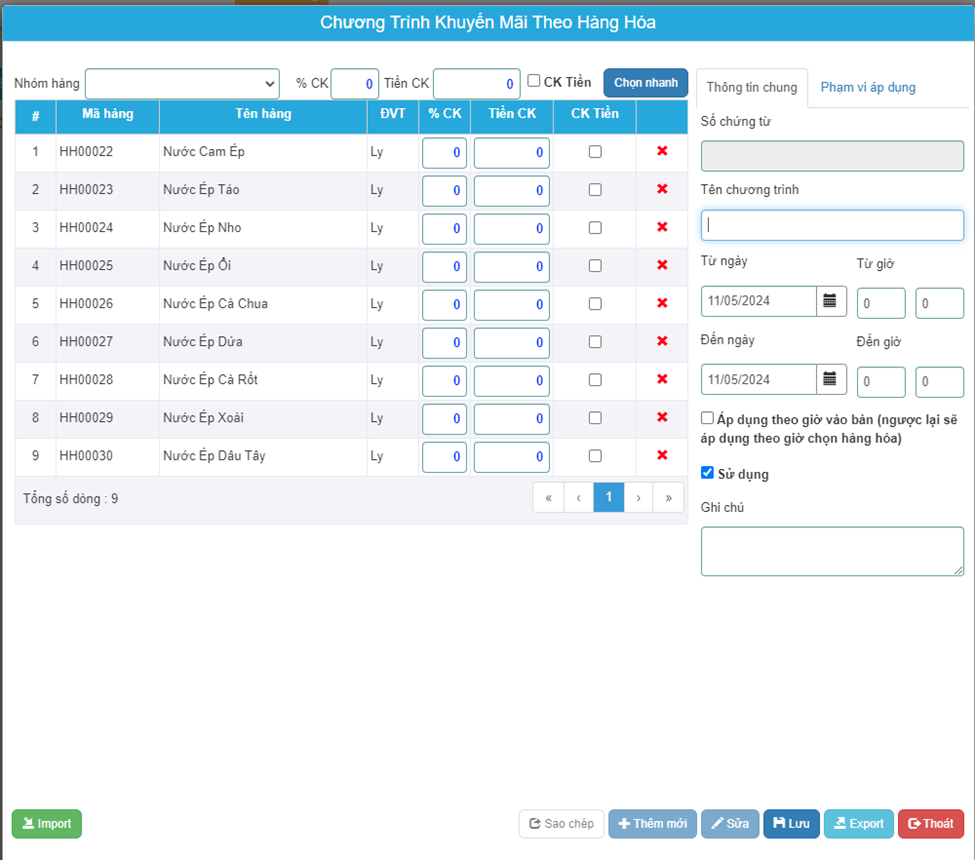 Chương Trình Khuyến Mãi Theo Hàng Hóa
Nhóm hàng % CK 0 Tiền CK 0 CK Tiền Chọn nhanh
# Mã hàng Tên hàng ĐVT % CK Tiền CK CK Tiền
1 HH00022 Nước Cam Ép Ly 0 0
2 HH00023 Nước Ép Táo Ly 0 0
3 HH00024 Nước Ép Nho Ly 0 0
4 HH00025 Nước Ép Ổi Ly 0 0
5 HH00026 Nước Ép Cà Chua Ly 0 0
6 HH00027 Nước Ép Dứa Ly 0 0
7 HH00028 Nước Ép Cà Rốt Ly 0 0
8 HH00029 Nước Ép Xoài Ly 0 0
9 HH00030 Nước Ép Dâu Tây Ly 0 0
Tổng số dòng : 9 « ‹ 1 › »
Thông tin chung Phạm vi áp dụng
Số chứng từ
Tên chương trình
Từ ngày Từ giờ
11/05/2024 0 0
Đến ngày Đến giờ
11/05/2024 0 0
Áp dụng theo giờ vào bàn (ngược lại sẽ
áp dụng theo giờ chọn hàng hóa)
Sử dụng
Ghi chú
Import Sao chép Thêm mới Sửa Lưu Export Thoát